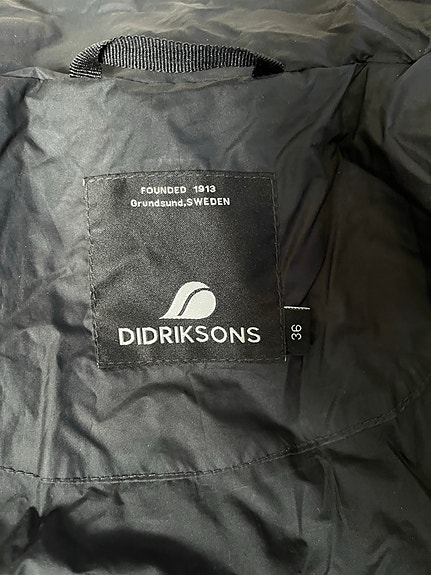 FOUNDED 1913
Grundsund,SWEDEN
DIDRIKSONS
36